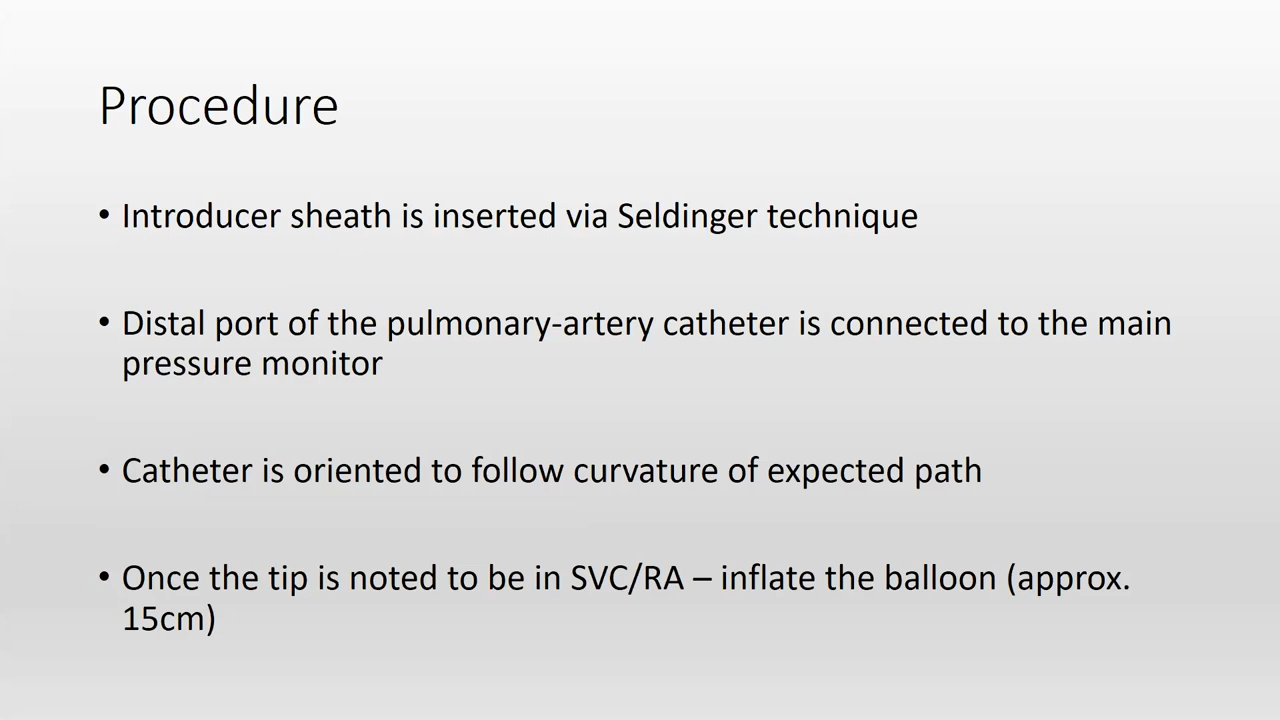 Procedure
• Introducer sheath is inserted via Seldinger technique
• Distal port of the pulmonary-artery catheter is connected to the main
pressure monitor
• Catheter is oriented to follow curvature of expected path
• Once the tip is noted to be in SVC/RA – inflate the balloon (approx.
15cm)